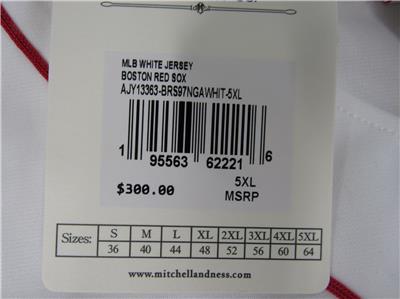 MLB WHITE JERSEY
BOSTON RED SOX
AJY13363-BRS97NGAWHIT-5XL
1 95563 62221 6
$300.00
5XL
MSRP
Sizes: S M L XL 2XL 3XL 4XL 5XL
36 40 44 48 52 56 60 64
www.mitchellandness.com